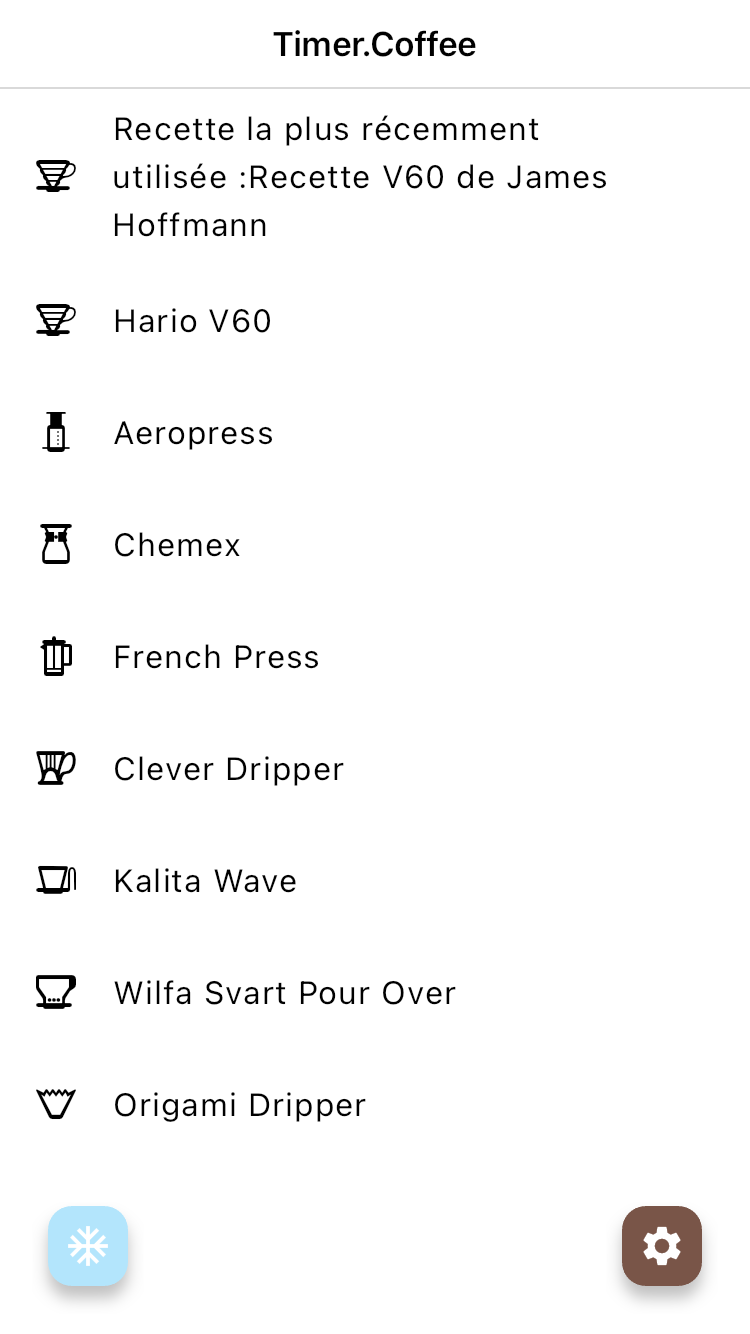 Timer.Coffee
Recette la plus récemment
utilisée :Recette V60 de James
Hoffmann
Hario V60
Aeropress
Chemex
French Press
Clever Dripper
Kalita Wave
Wilfa Svart Pour Over
Origami Dripper